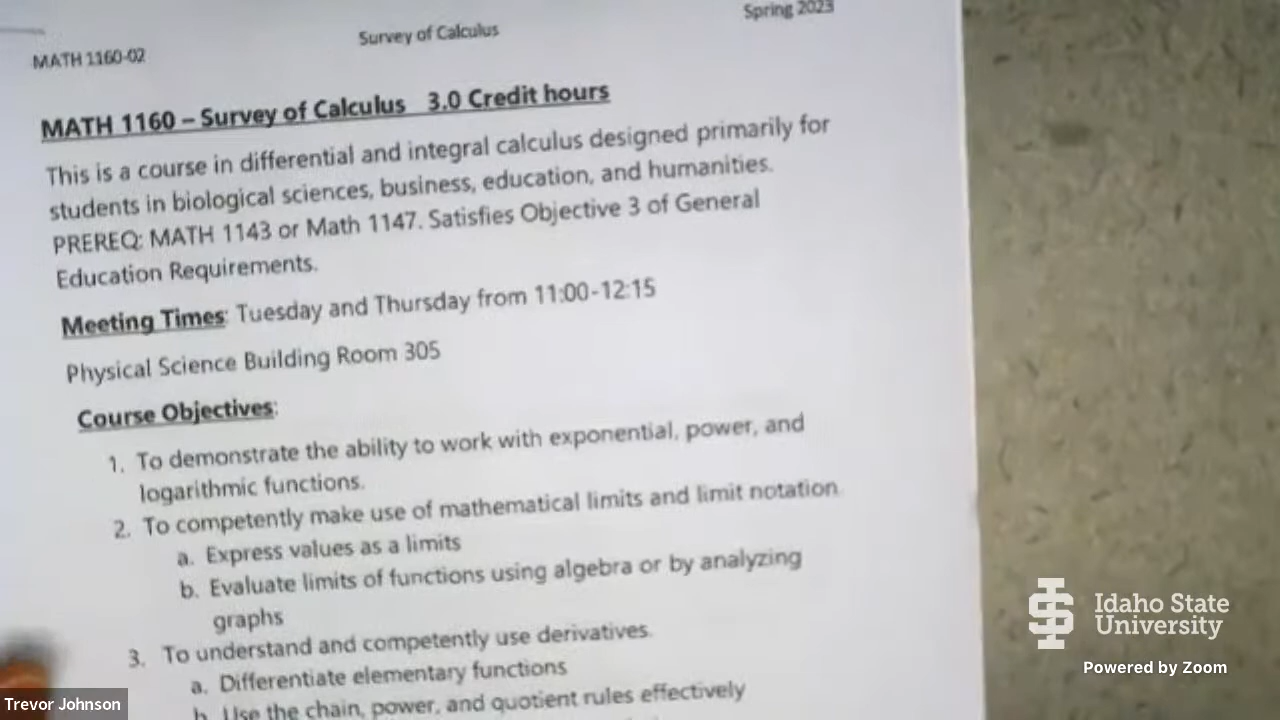 MATH 1160-02
Survey of Calculus
Spring 2023
MATH 1160 – Survey of Calculus 3.0 Credit hours
This is a course in differential and integral calculus designed primarily for
students in biological sciences, business, education, and humanities.
PREREQ: MATH 1143 or Math 1147. Satisfies Objective 3 of General
Education Requirements.
Meeting Times: Tuesday and Thursday from 11:00-12:15
Physical Science Building Room 305
Course Objectives:
1. To demonstrate the ability to work with exponential, power, and
logarithmic functions.
2. To competently make use of mathematical limits and limit notation
a. Express values as a limits
b. Evaluate limits of functions using algebra or by analyzing
graphs
3. To understand and competently use derivatives.
a. Differentiate elementary functions
b. Use the chain, power, and quotient rules effectively
Idaho State
University
Powered by Zoom
Trevor Johnson